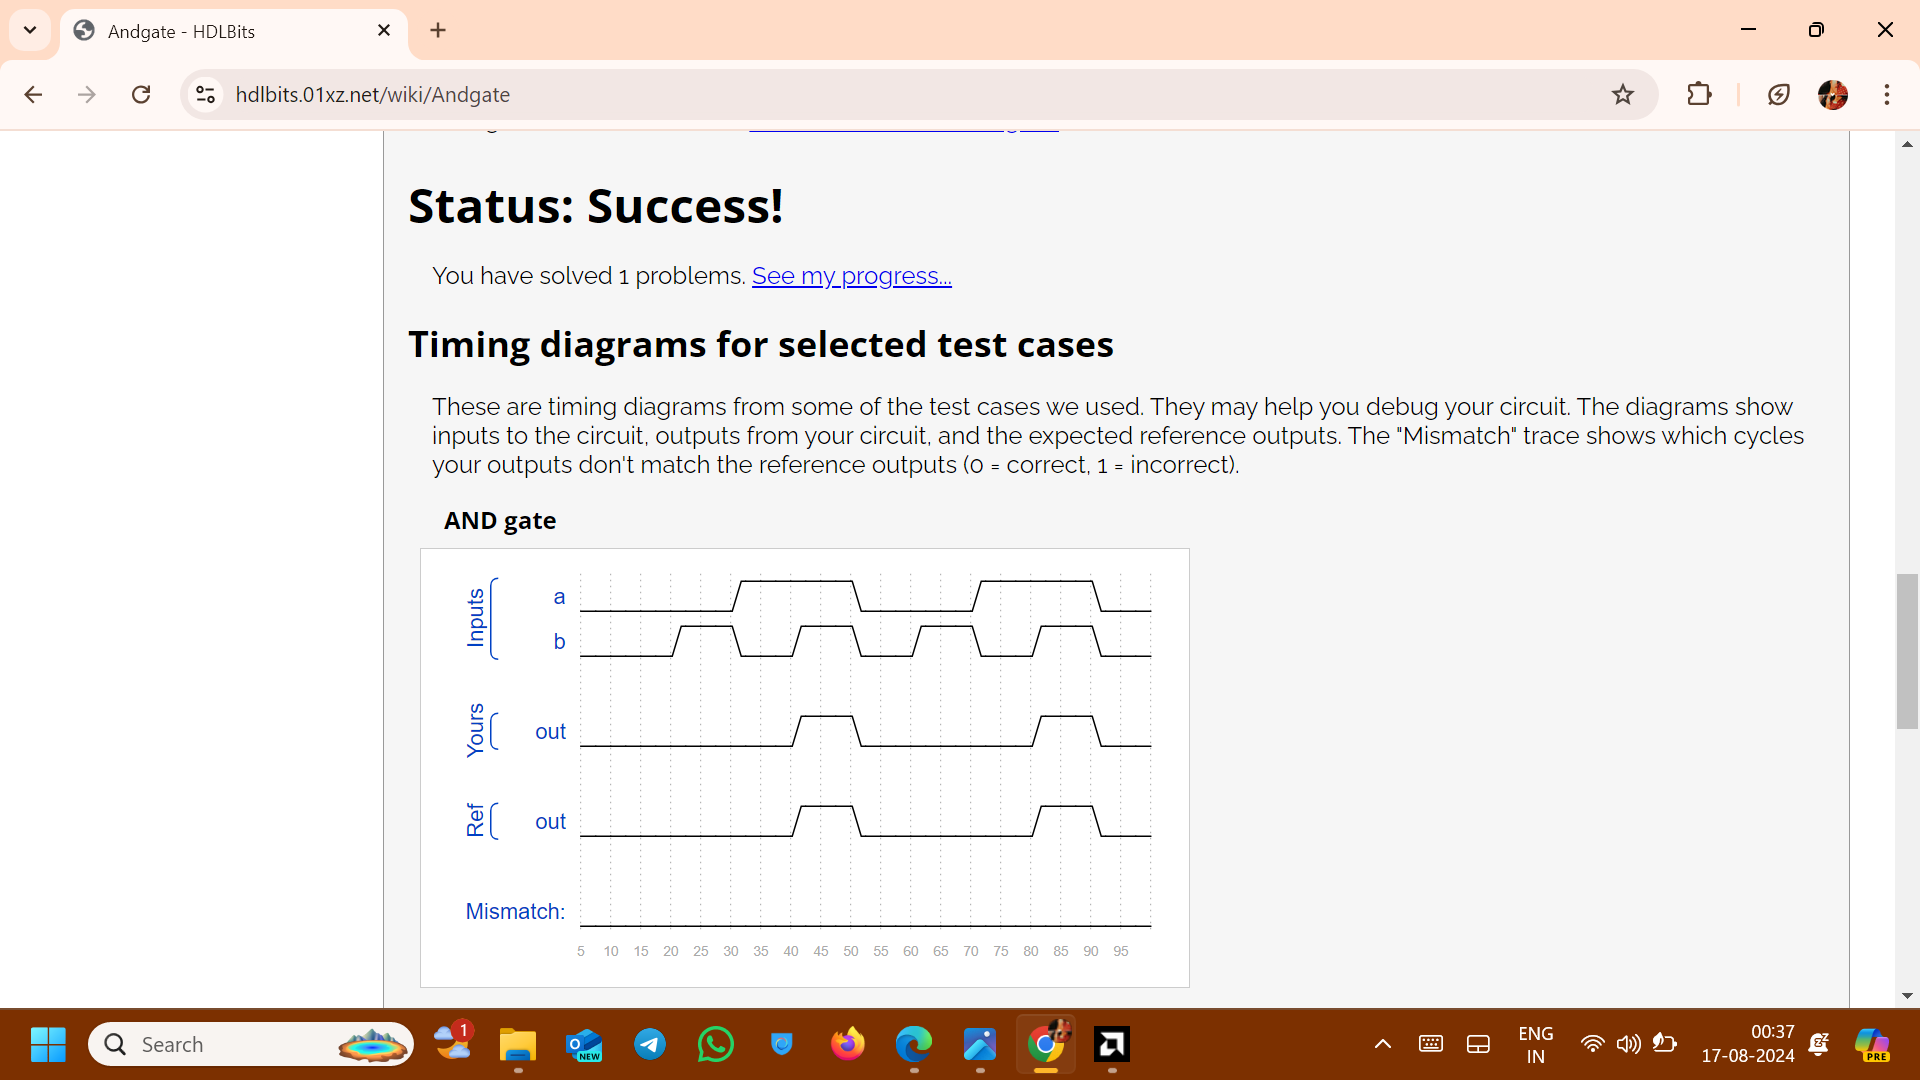 Andgate - HDLBits
hdlbits.01xz.net/wiki/Andgate
Status: Success!
You have solved 1 problems. See my progress...
Timing diagrams for selected test cases
These are timing diagrams from some of the test cases we used. They may help you debug your circuit. The diagrams show
inputs to the circuit, outputs from your circuit, and the expected reference outputs. The "Mismatch" trace shows which cycles
your outputs don't match the reference outputs (0 = correct, 1 = incorrect).
AND gate
Inputs
a
b
Yours
out
Ref
out
Mismatch:
5 10 15 20 25 30 35 40 45 50 55 60 65 70 75 80 85 90 95
Search
1
O
NEW
ENG
IN
00:37
17-08-2024
PRE